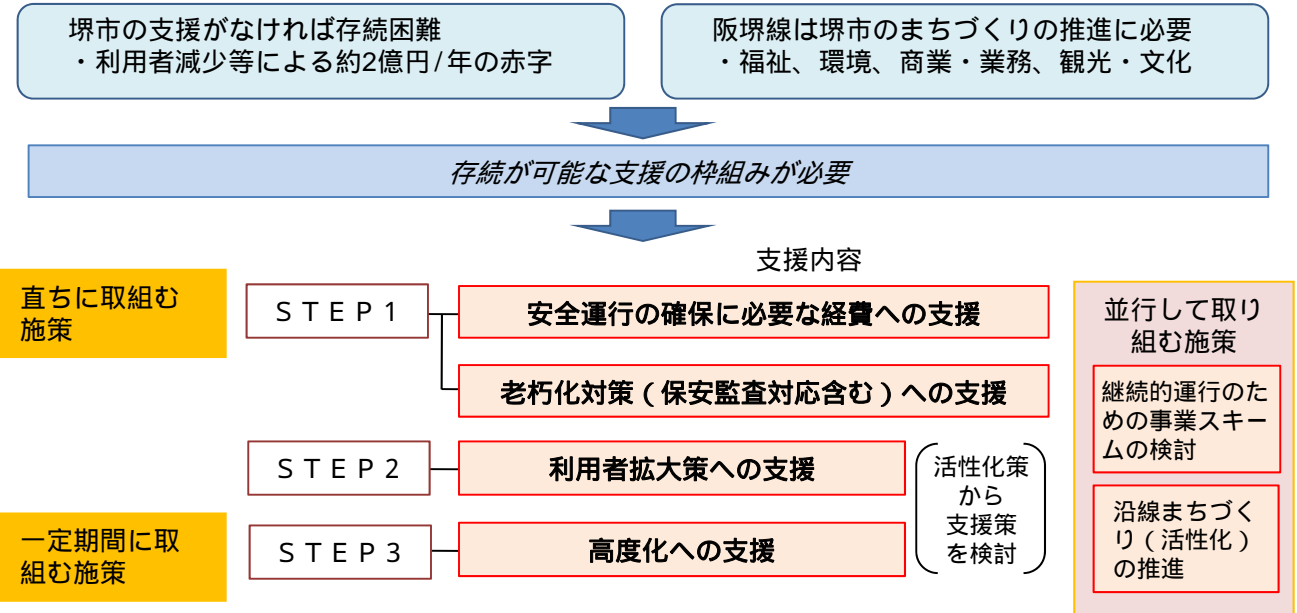 堺市の支援がなければ存続困難
・利用者減少等による約2億円/年の赤字
阪堺線は堺市のまちづくりの推進に必要
・福祉、環境、商業・業務、観光・文化
存続が可能な支援の枠組みが必要
支援内容
直ちに取組む
施策
ＳＴＥＰ１
安全運行の確保に必要な経費への支援
老朽化対策（保安監査対応含む）への支援
ＳＴＥＰ２
利用者拡大策への支援
一定期間に取
組む施策
ＳＴＥＰ３
高度化への支援
活性化策
から
支援策
を検討
並行して取り
組む施策
継続的運行のた
めの事業スキー
ムの検討
沿線まちづく
り（活性化）
の推進